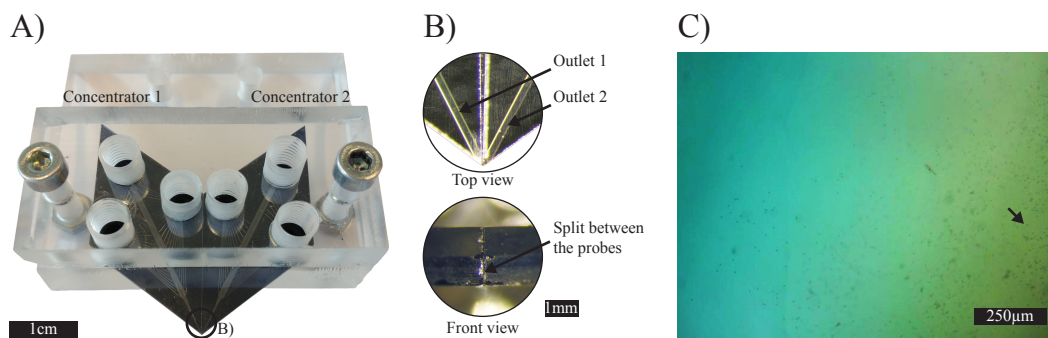 A)
Concentrator 1
Concentrator 2
1cm
B)
B)
Outlet 1
Outlet 2
Top view
Split between
the probes
1mm
Front view
C)
250μm